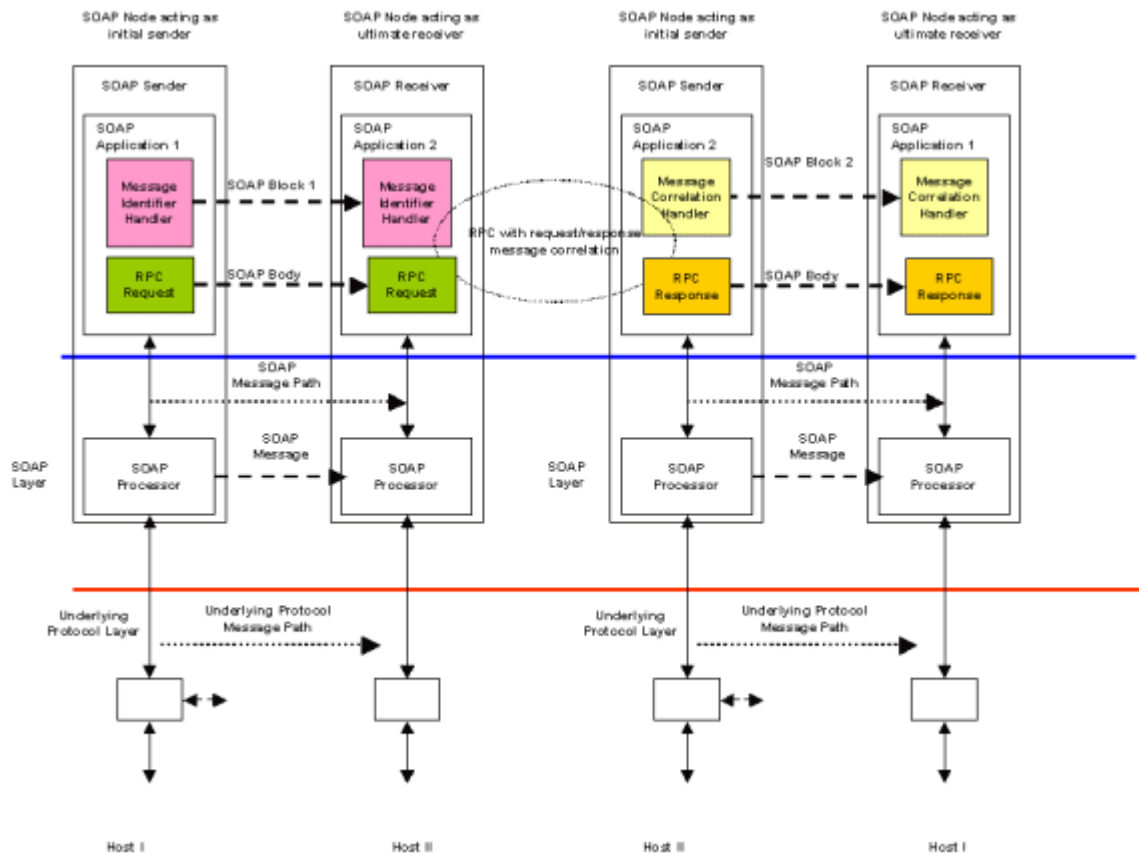 SOAP Node acting as
initial sender
SOAP Node acting as
ultimate receiver
SOAP Node acting as
initial sender
SOAP Node acting as
ultimate receiver
SOAP Sender
SOAP Receiver
SOAP Sender
SOAP Receiver
SOAP
Application 1
SOAP
Application 2
SOAP
Application 2
SOAP
Application 1
Message
Identifier
Handler
SOAP Block 1
Message
Identifier
Handler
Message
Correlation
Handler
SOAP Block 2
Message
Correlation
Handler
RPC with request/response
message correlation
RPC
Request
SOAP Body
RPC
Request
RPC
Response
SOAP Body
RPC
Response
SOAP
Message Path
SOAP
Message Path
SOAP
Layer
SOAP
Processor
SOAP
Message
SOAP
Processor
SOAP
Layer
SOAP
Processor
SOAP
Message
SOAP
Processor
Underlying
Protocol Layer
Underlying Protocol
Message Path
Underlying
Protocol Layer
Underlying Protocol
Message Path
Host I
Host II
Host II
Host I